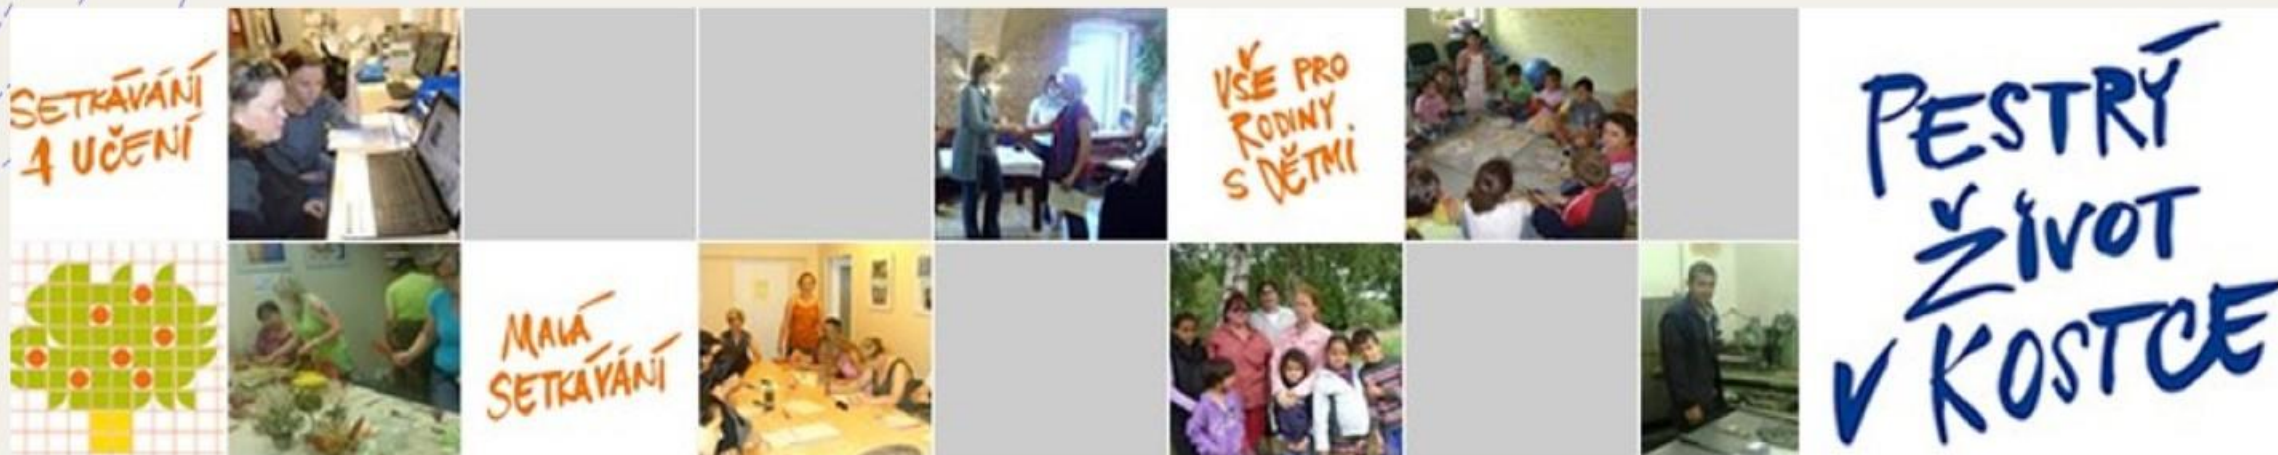 SETKÁVÁNÍ
A UČENÍ
VŠE PRO
RODINY
S DĚTMI
MALÁ
SETKÁVÁNÍ
PESTRÝ
ŽIVOT
V KOSTCE